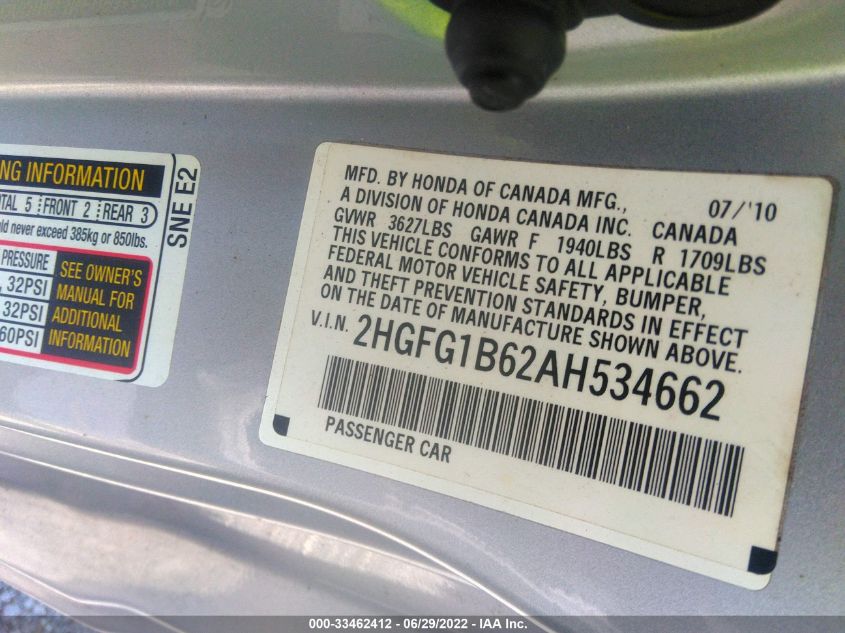 NG INFORMATION
OTAL 5 FRONT 2 REAR 3
ld never exceed 385kg or 850lbs.
PRESSURE
, 32PSI
32PSI
60PSI
SEE OWNER'S
MANUAL FOR
ADDITIONAL
INFORMATION
SNE E2
MFD. BY HONDA OF CANADA MFG., 07/'10
A DIVISION OF HONDA CANADA INC. CANADA
GVWR 3627LBS GAWR F 1940LBS R 1709LBS
THIS VEHICLE CONFORMS TO ALL APPLICABLE
FEDERAL MOTOR VEHICLE SAFETY, BUMPER,
AND THEFT PREVENTION STANDARDS IN EFFECT
ON THE DATE OF MANUFACTURE SHOWN ABOVE.
V.I.N. 2HGFG1B62AH534662
PASSENGER CAR
000-33462412 - 06/29/2022 - IAA Inc.